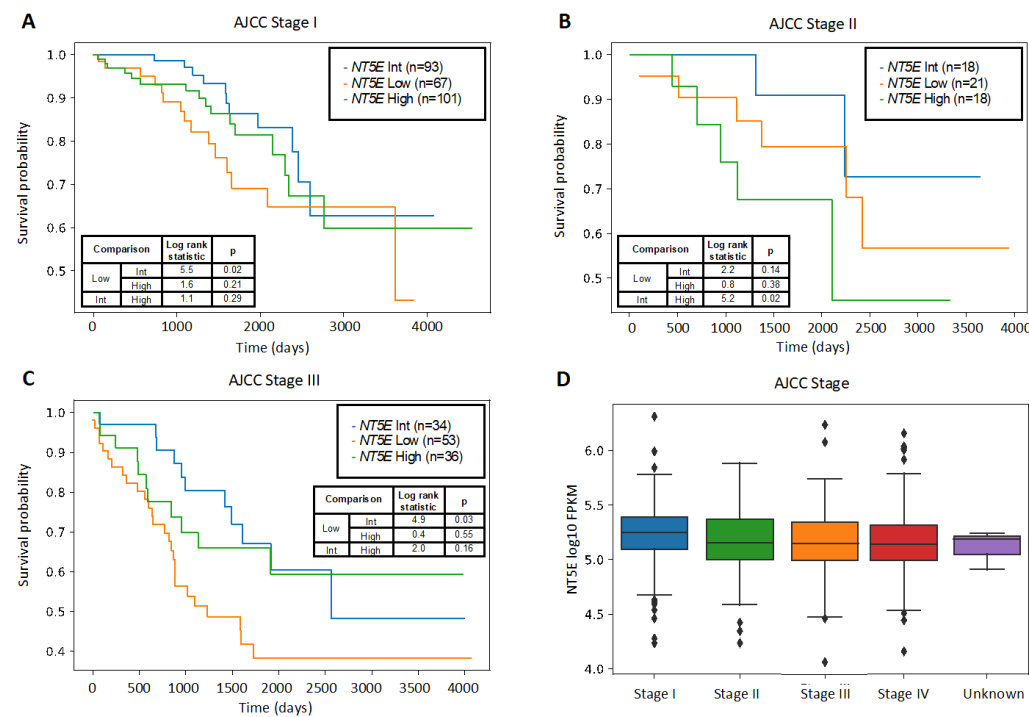 A
AJCC Stage I
Survival probability
1.0
0.9
0.8
0.7
0.6
0.5
NT5E Int (n=93)
NT5E Low (n=67)
NT5E High (n=101)
Comparison Log rank statistic p
Low Int 5.5 0.02
High 1.6 0.21
Int High 1.1 0.29
0 1000 2000 3000 4000
Time (days)
B
AJCC Stage II
Survival probability
1.0
0.9
0.8
0.7
0.6
0.5
NT5E Int (n=18)
NT5E Low (n=21)
NT5E High (n=18)
Comparison Log rank statistic p
Low Int 2.2 0.14
High 0.8 0.38
Int High 5.2 0.02
0 500 1000 1500 2000 2500 3000 3500 4000
Time (days)
C
AJCC Stage III
Survival probability
1.0
0.9
0.8
0.7
0.6
0.5
0.4
NT5E Int (n=34)
NT5E Low (n=53)
NT5E High (n=36)
Comparison Log rank statistic p
Low Int 4.9 0.03
High 0.4 0.55
Int High 2.0 0.16
0 500 1000 1500 2000 2500 3000 3500 4000
Time (days)
D
AJCC Stage
NT5E log10 FPKM
6.0
5.5
5.0
4.5
4.0
Stage I Stage II Stage III Stage IV Unknown